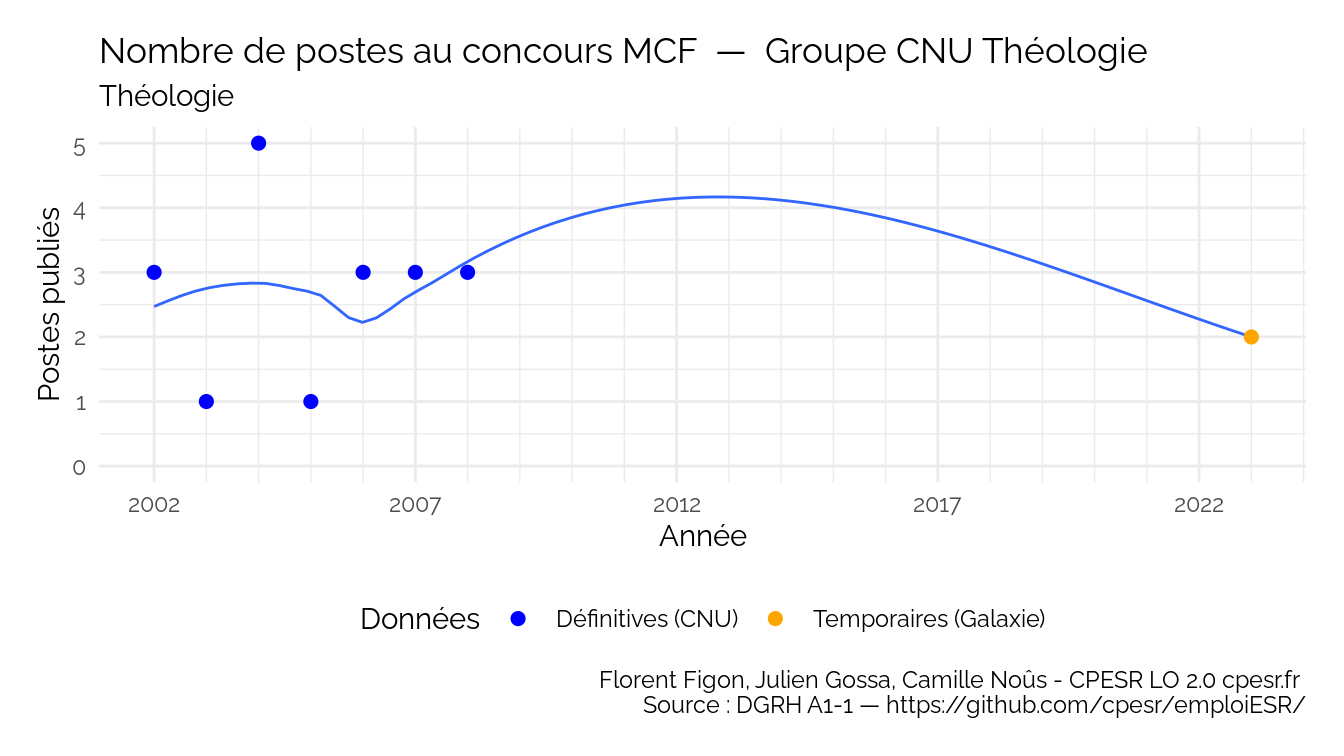 Nombre de postes au concours MCF — Groupe CNU Théologie
Théologie
Postes publiés
5
4
3
2
1
0
2002 2007 2012 2017 2022
Année
Données Définitives (CNU) Temporaires (Galaxie)
Florent Figon, Julien Gossa, Camille Noûs - CPESR LO 2.0 cpesr.fr
Source : DGRH A1-1 — https://github.com/cpesr/emploiESR/